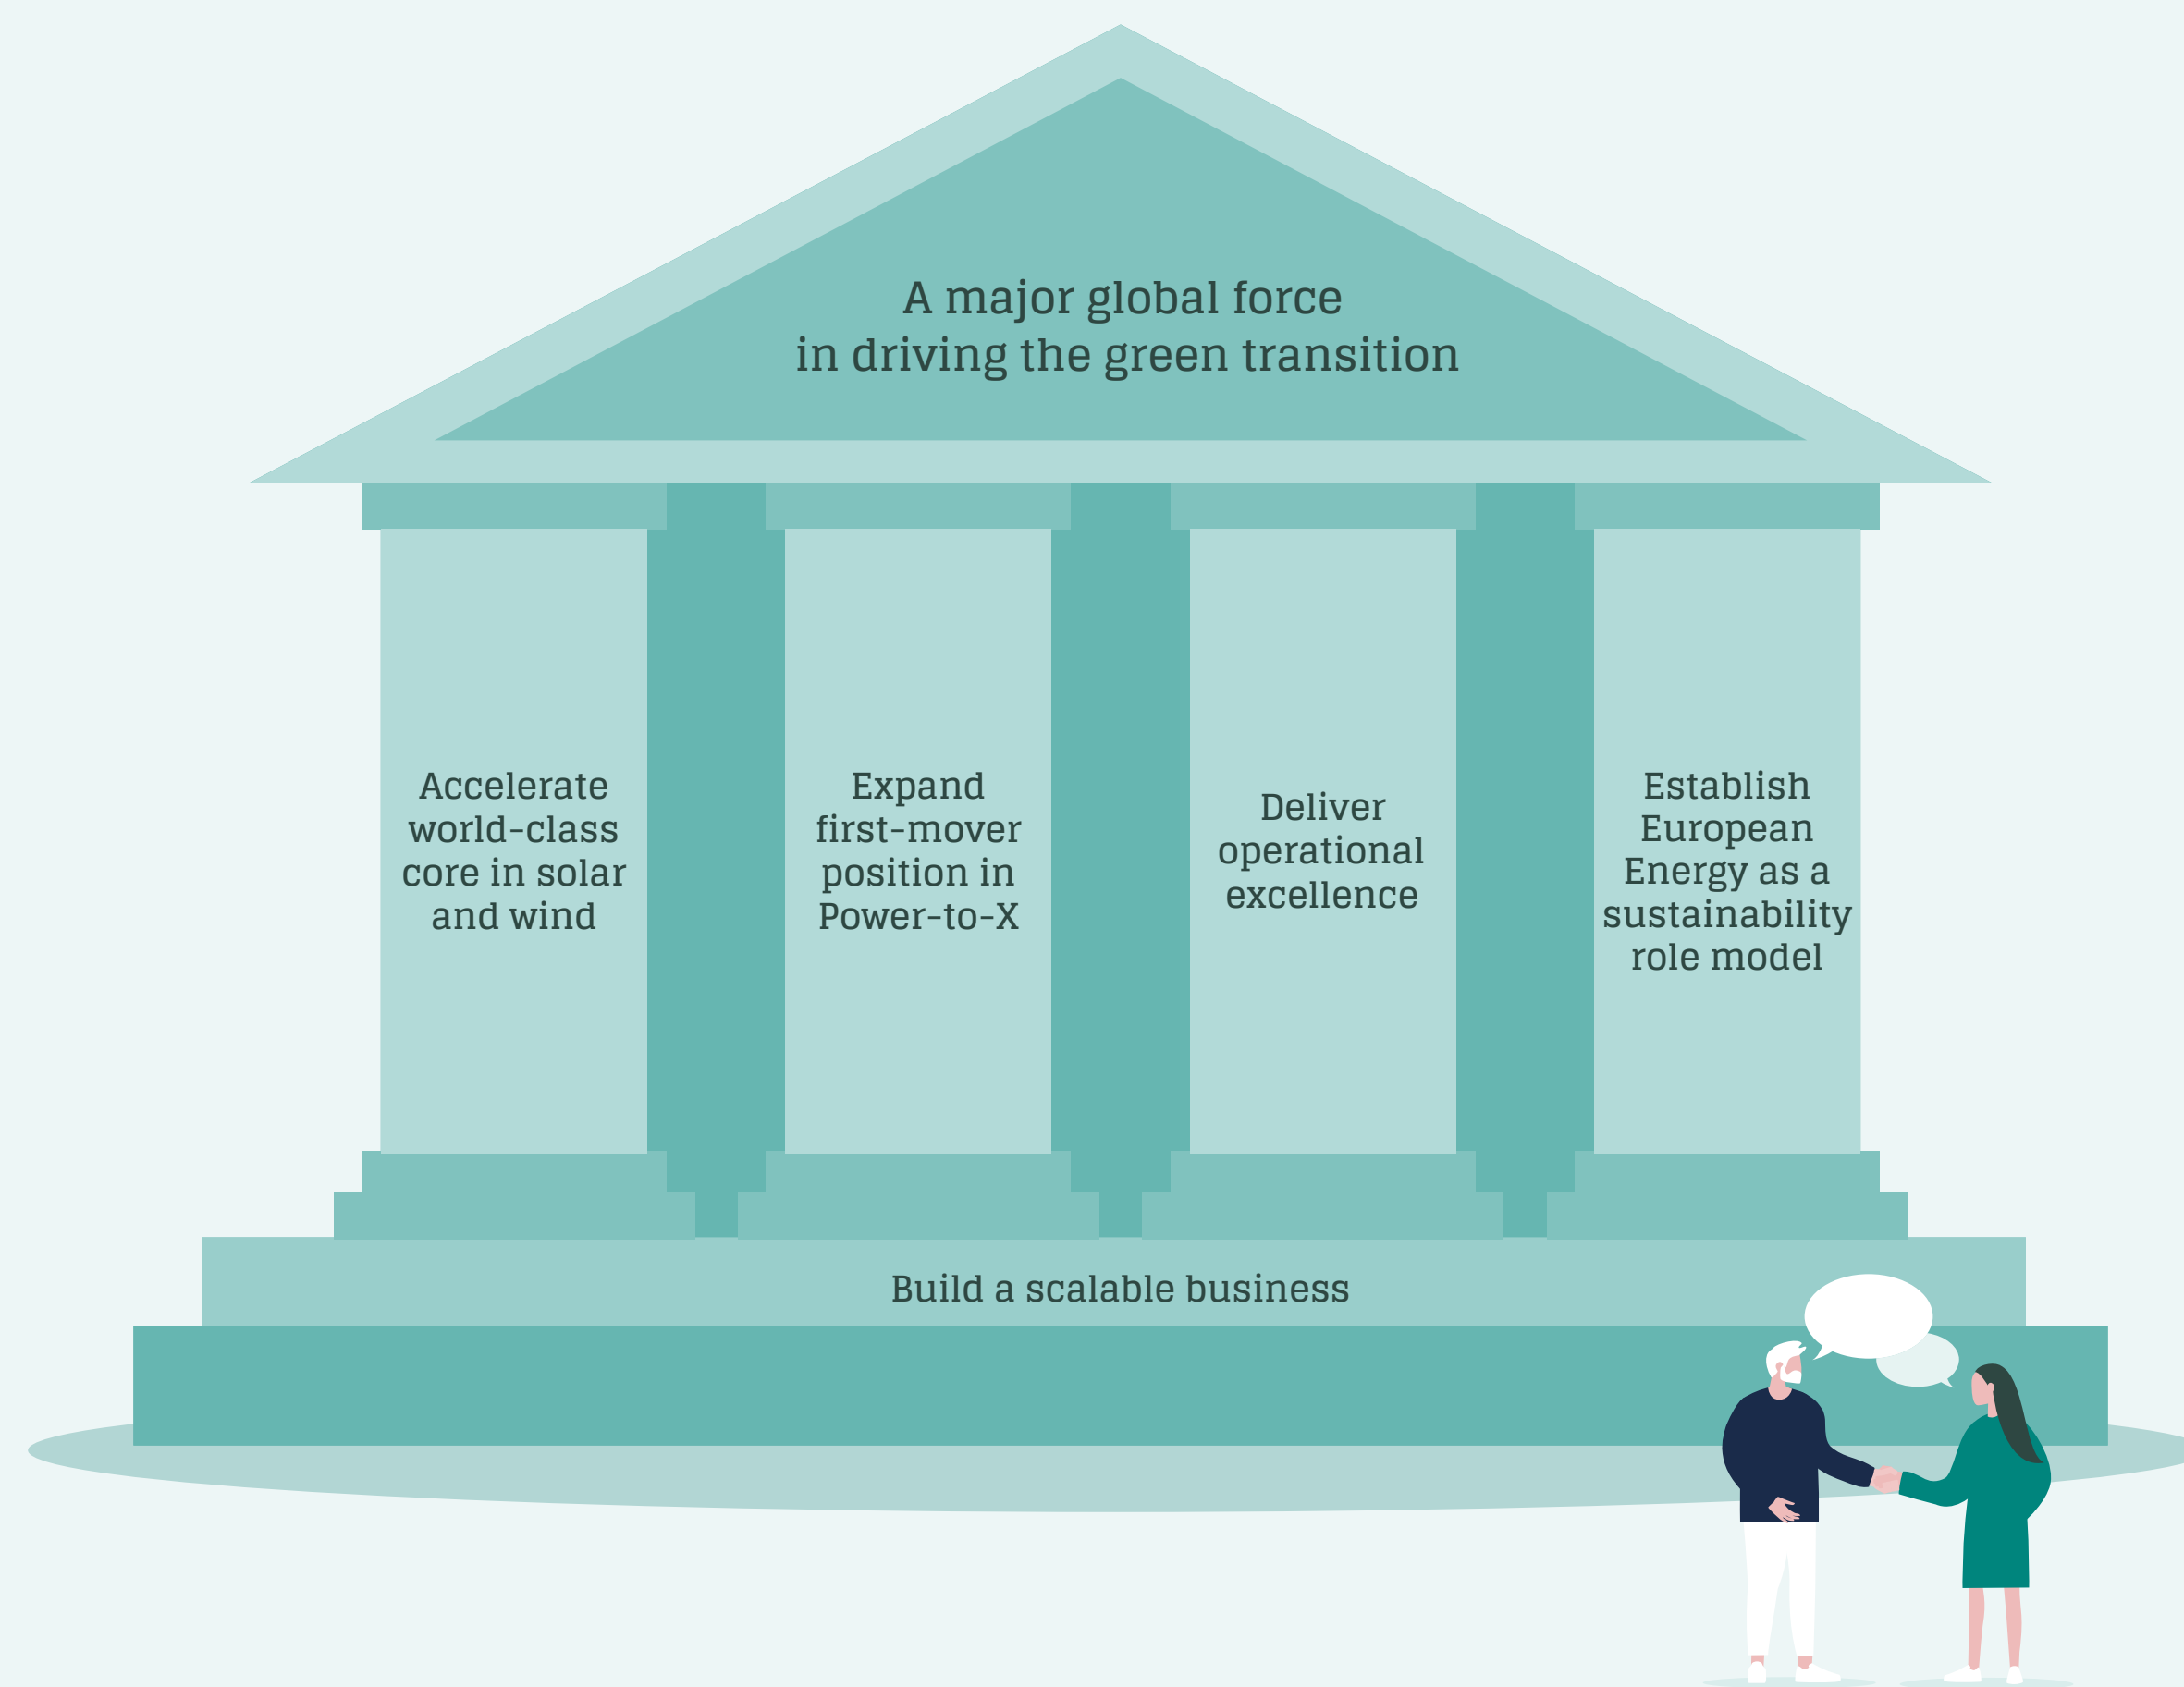 A major global force
in driving the green transition
Accelerate
world-class
core in solar
and wind
Expand
first-mover
position in
Power-to-X
Deliver
operational
excellence
Establish
European
Energy as a
sustainability
role model
Build a scalable business